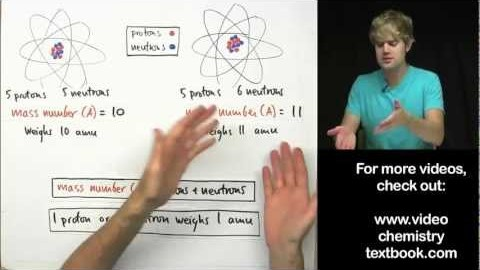 protons
neutrons
5 protons 5 neutrons
5 protons 6 neutrons
mass number (A) = 10
number (A) = 11
Weighs 10 amu
Weighs 11 amu
mass number + neutrons
1 proton or weighs 1 amu
For more videos,
check out:
www.video
chemistry
textbook.com